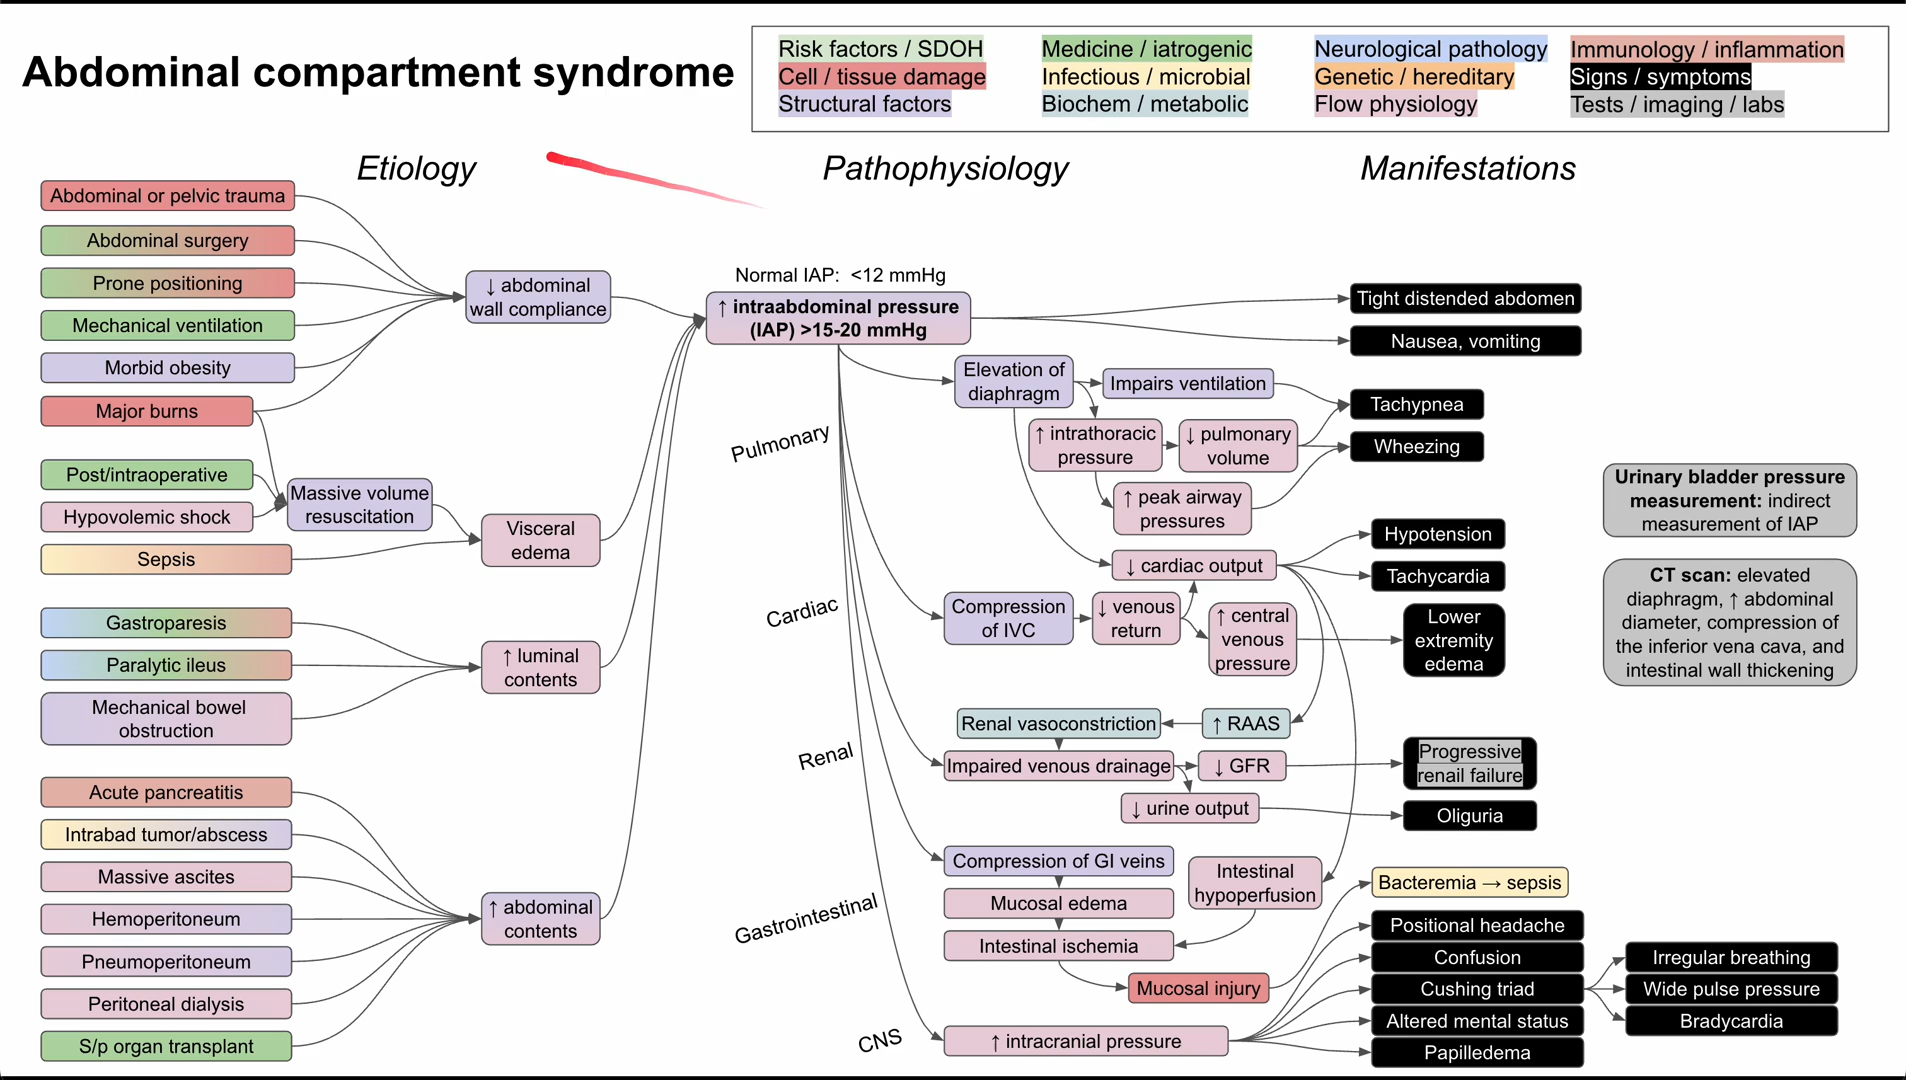 Abdominal compartment syndrome
Risk factors / SDOH
Cell / tissue damage
Structural factors
Medicine / iatrogenic
Infectious / microbial
Biochem / metabolic
Neurological pathology
Genetic / hereditary
Flow physiology
Immunology / inflammation
Signs / symptoms
Tests / imaging / labs
Etiology
Pathophysiology
Manifestations
Abdominal or pelvic trauma
Abdominal surgery
Prone positioning
Mechanical ventilation
Morbid obesity
Major burns
Post/intraoperative
Hypovolemic shock
Sepsis
Gastroparesis
Paralytic ileus
Mechanical bowel
obstruction
Acute pancreatitis
Intrabad tumor/abscess
Massive ascites
Hemoperitoneum
Pneumoperitoneum
Peritoneal dialysis
S/p organ transplant
Massive volume
resuscitation
↓ abdominal
wall compliance
Visceral
edema
↑ luminal
contents
↑ abdominal
contents
Normal IAP: <12 mmHg
↑ intraabdominal pressure
(IAP) >15-20 mmHg
Pulmonary
Elevation of
diaphragm
Impairs ventilation
↑ intrathoracic
pressure
↓ pulmonary
volume
↑ peak airway
pressures
Cardiac
↓ cardiac output
Compression
of IVC
↓ venous
return
↑ central
venous
pressure
Renal
Renal vasoconstriction
↑ RAAS
Impaired venous drainage
↓ GFR
↓ urine output
Gastrointestinal
Compression of GI veins
Mucosal edema
Intestinal ischemia
Intestinal
hypoperfusion
Mucosal injury
CNS
↑ intracranial pressure
Tight distended abdomen
Nausea, vomiting
Tachypnea
Wheezing
Hypotension
Tachycardia
Lower
extremity
edema
Progressive
renail failure
Oliguria
Bacteremia → sepsis
Positional headache
Confusion
Cushing triad
Altered mental status
Papilledema
Irregular breathing
Wide pulse pressure
Bradycardia
Urinary bladder pressure
measurement: indirect
measurement of IAP
CT scan: elevated
diaphragm, ↑ abdominal
diameter, compression of
the inferior vena cava, and
intestinal wall thickening